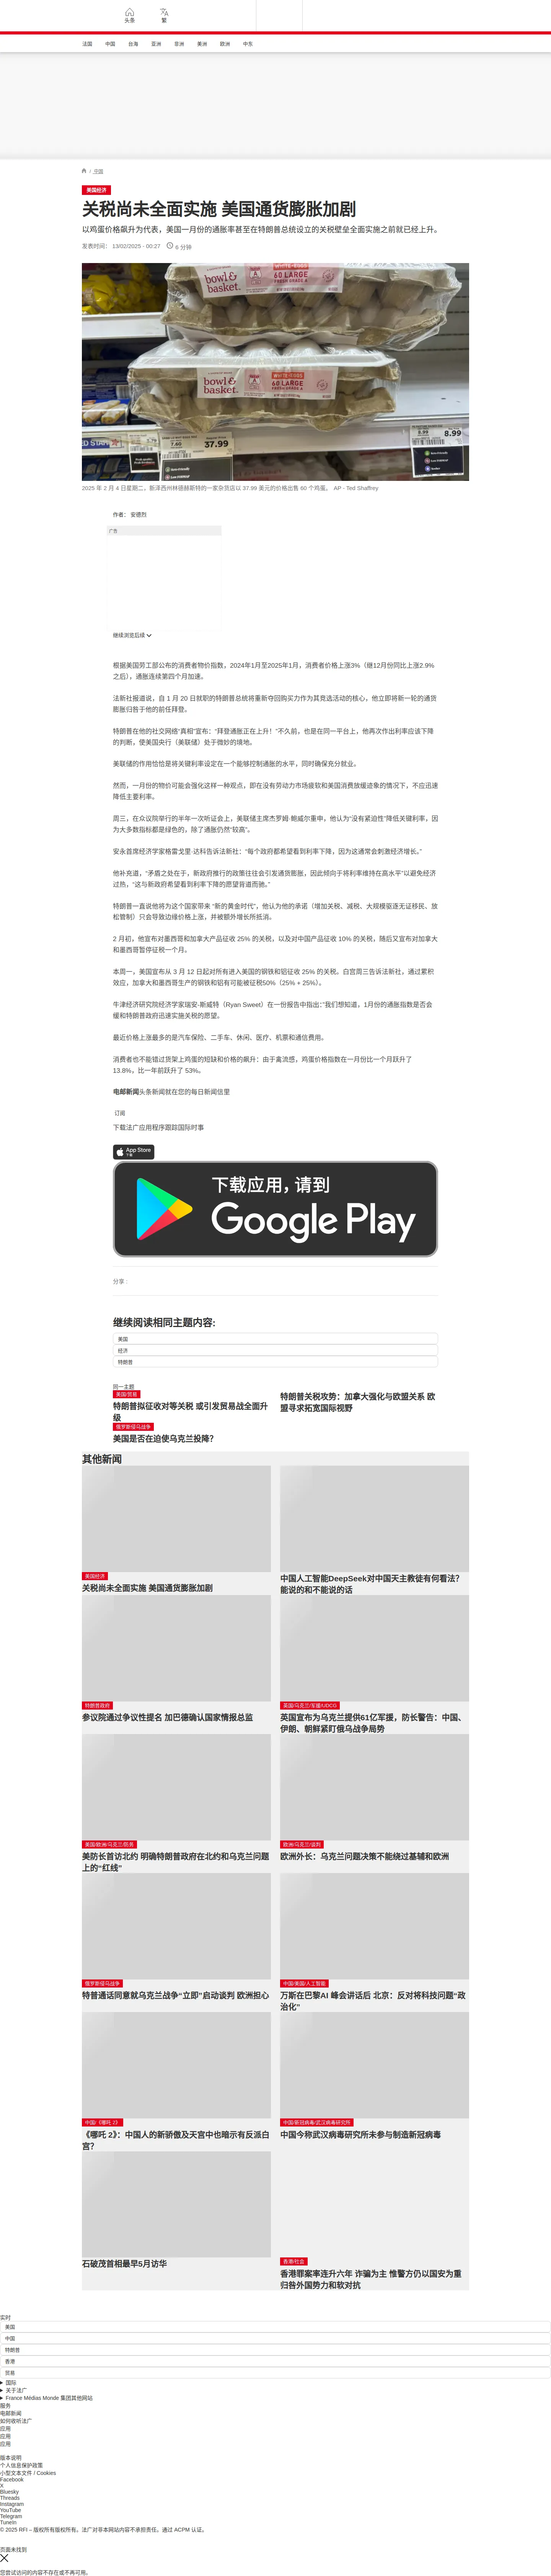 头条
繁
法国 中国 台海 亚洲 非洲 美洲 欧洲 中东
/ 中国
美国经济
关税尚未全面实施 美国通货膨胀加剧
以鸡蛋价格飙升为代表，美国一月份的通胀率甚至在特朗普总统设立的关税壁垒全面实施之前就已经上升。
发表时间： 13/02/2025 - 00:27 6 分钟
bowl & basket
WHITE EGGS
60 LARGE
FRESH GRADE A
bowl & basket
60 LARGE
7.60
37.99
8.99
2025 年 2 月 4 日星期二，新泽西州林德赫斯特的一家杂货店以 37.99 美元的价格出售 60 个鸡蛋。 AP - Ted Shaffrey
作者： 安德烈
广告
继续浏览后续
根据美国劳工部公布的消费者物价指数，2024年1月至2025年1月，消费者价格上涨3%（继12月份同比上涨2.9%
之后），通胀连续第四个月加速。
法新社报道说，自 1 月 20 日就职的特朗普总统将重新夺回购买力作为其竞选活动的核心，他立即将新一轮的通货
膨胀归咎于他的前任拜登。
特朗普在他的社交网络“真相”宣布：“拜登通胀正在上升！”不久前，也是在同一平台上，他再次作出利率应该下降
的判断，使美国央行（美联储）处于微妙的境地。
美联储的作用恰恰是将关键利率设定在一个能够控制通胀的水平，同时确保充分就业。
然而，一月份的物价可能会强化这样一种观点，即在没有劳动力市场疲软和美国消费放缓迹象的情况下，不应迅速
降低主要利率。
周三，在众议院举行的半年一次听证会上，美联储主席杰罗姆·鲍威尔重申，他认为“没有紧迫性”降低关键利率，因
为大多数指标都是绿色的，除了通胀仍然“较高”。
安永首席经济学家格雷戈里·达科告诉法新社：“每个政府都希望看到利率下降，因为这通常会刺激经济增长。”
他补充道，“矛盾之处在于，新政府推行的政策往往会引发通货膨胀，因此倾向于将利率维持在高水平”以避免经济
过热，“这与新政府希望看到利率下降的愿望背道而驰。”
特朗普一直说他将为这个国家带来 “新的黄金时代”，他认为他的承诺（增加关税、减税、大规模驱逐无证移民、放
松管制）只会导致边缘价格上涨，并被额外增长所抵消。
2 月初，他宣布对墨西哥和加拿大产品征收 25% 的关税，以及对中国产品征收 10% 的关税，随后又宣布对加拿大
和墨西哥暂停征税一个月。
本周一，美国宣布从 3 月 12 日起对所有进入美国的钢铁和铝征收 25% 的关税。白宫周三告诉法新社，通过累积
效应，加拿大和墨西哥生产的钢铁和铝有可能被征税50%（25% + 25%）。
牛津经济研究院经济学家瑞安·斯威特（Ryan Sweet）在一份报告中指出：“我们想知道，1月份的通胀指数是否会
缓和特朗普政府迅速实施关税的愿望。
最近价格上涨最多的是汽车保险、二手车、休闲、医疗、机票和通信费用。
消费者也不能错过货架上鸡蛋的短缺和价格的飙升：由于禽流感，鸡蛋价格指数在一月份比一个月跃升了
13.8%，比一年前跃升了 53%。
电邮新闻头条新闻就在您的每日新闻信里
订阅
下载法广应用程序跟踪国际时事
App Store
下载
下载应用，请到
Google Play
分享 :
继续阅读相同主题内容:
美国
经济
特朗普
同一主题
美国/贸易
特朗普拟征收对等关税 或引发贸易战全面升
级
特朗普关税攻势：加拿大强化与欧盟关系 欧
盟寻求拓宽国际视野
俄罗斯侵乌战争
美国是否在迫使乌克兰投降？
其他新闻
美国经济
关税尚未全面实施 美国通货膨胀加剧
中国人工智能DeepSeek对中国天主教徒有何看法？
能说的和不能说的话
特朗普政府
参议院通过争议性提名 加巴德确认国家情报总监
英国/乌克兰/军援/UDCG
英国宣布为乌克兰提供61亿军援，防长警告：中国、
伊朗、朝鲜紧盯俄乌战争局势
美国/欧洲/乌克兰/防务
美防长首访北约 明确特朗普政府在北约和乌克兰问题
上的“红线”
欧洲/乌克兰/谈判
欧洲外长：乌克兰问题决策不能绕过基辅和欧洲
俄罗斯侵乌战争
特普通话同意就乌克兰战争“立即”启动谈判 欧洲担心
中国/美国/人工智能
万斯在巴黎AI 峰会讲话后 北京：反对将科技问题“政
治化”
中国/《哪吒 2》
《哪吒 2》：中国人的新骄傲及天宫中也暗示有反派白
宫？
中国/新冠病毒/武汉病毒研究所
中国今称武汉病毒研究所未参与制造新冠病毒
石破茂首相最早5月访华
香港/社会
香港罪案率连升六年 诈骗为主 惟警方仍以国安为重
归咎外国势力和软对抗
实时
美国
中国
特朗普
香港
贸易
国际
关于法广
France Médias Monde 集团其他网站
服务
电邮新闻
如何收听法广
应用
应用
应用
版本说明
个人信息保护政策
小型文本文件 / Cookies
Facebook
X
Bluesky
Threads
Instagram
YouTube
Telegram
TuneIn
© 2025 RFI – 版权所有版权所有。法广对非本网站内容不承担责任。通过 ACPM 认证。
页面未找到
您尝试访问的内容不存在或不再可用。